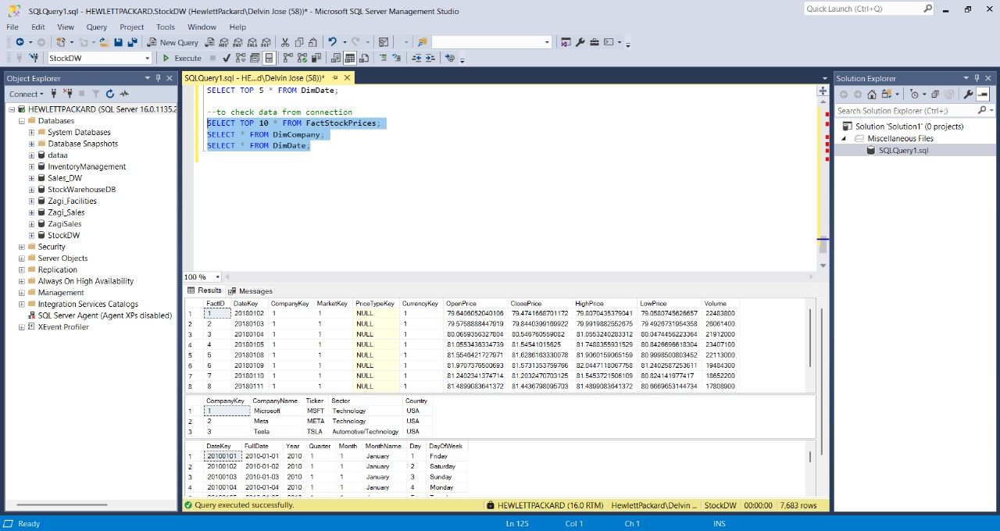 SQLQuery1.sql - HEWLETTPACKARD.StockDW (HewlettPackard\Delvin Jose (58))* - Microsoft SQL Server Management Studio
Quick Launch (Ctrl+Q)
File Edit View Query Project Tools Window Help
New Query
StockDW Execute
Object Explorer
Connect
HEWLETTPACKARD (SQL Server 16.0.1135.2
Databases
System Databases
Database Snapshots
dataa
InventoryManagement
Sales_DW
StockWarehouseDB
Zagi_Facilities
Zagi_Sales
ZagiSales
StockDW
Security
Server Objects
Replication
Always On High Availability
Management
Integration Services Catalogs
SQL Server Agent (Agent XPs disabled)
XEvent Profiler
SQLQuery1.sql - HE...d\Delvin Jose (58))*
SELECT TOP 5 * FROM DimDate;
--to check data from connection
SELECT TOP 10 * FROM FactStockPrices;
SELECT * FROM DimCompany;
SELECT * FROM DimDate;
100 %
Results Messages
FactID DateKey CompanyKey MarketKey PriceTypeKey CurrencyKey OpenPrice ClosePrice HighPrice LowPrice Volume
1 1 20180102 1 1 NULL 1 79.6406052040106 79.4741668701172 79.8070435379041 79.0580745626657 22483800
2 2 20180103 1 1 NULL 1 79.5758888447919 79.8440399169922 79.9919882552675 79.4926731954358 26061400
3 3 20180104 1 1 NULL 1 80.0659356327804 80.546760559082 81.0553240283312 80.0474456223364 21912000
4 4 20180105 1 1 NULL 1 81.0553436334739 81.54541015625 81.7488355931529 80.8426696618304 23407100
5 5 20180108 1 1 NULL 1 81.5546421727971 81.6286163330078 81.9060159065159 80.9998500803452 22113000
6 6 20180109 1 1 NULL 1 81.9707376500693 81.5731353759766 82.0447118067758 81.2402587253611 19484300
7 7 20180110 1 1 NULL 1 81.2402341374714 81.2032470703125 81.5453721506109 80.824141977417 18652200
8 8 20180111 1 1 NULL 1 81.4899083641372 81.4436798095703 81.4899083641372 80.6669653144734 17808900
CompanyKey CompanyName Ticker Sector Country
1 1 Microsoft MSFT Technology USA
2 2 Meta META Technology USA
3 3 Tesla TSLA Automotive/Technology USA
DateKey FullDate Year Quarter Month MonthName Day DayOfWeek
1 20100101 2010-01-01 2010 1 1 January 1 Friday
2 20100102 2010-01-02 2010 1 1 January 2 Saturday
3 20100103 2010-01-03 2010 1 1 January 3 Sunday
4 20100104 2010-01-04 2010 1 1 January 4 Monday
Query executed successfully. HEWLETTPACKARD (16.0 RTM) HewlettPackard\Delvin ... StockDW 00:00:00 7,683 rows
Solution Explorer
Search Solution Explorer (Ctrl+;)
Solution 'Solution1' (0 projects)
Miscellaneous Files
SQLQuery1.sql
Ready Ln 125 Col 1 Ch 1 INS